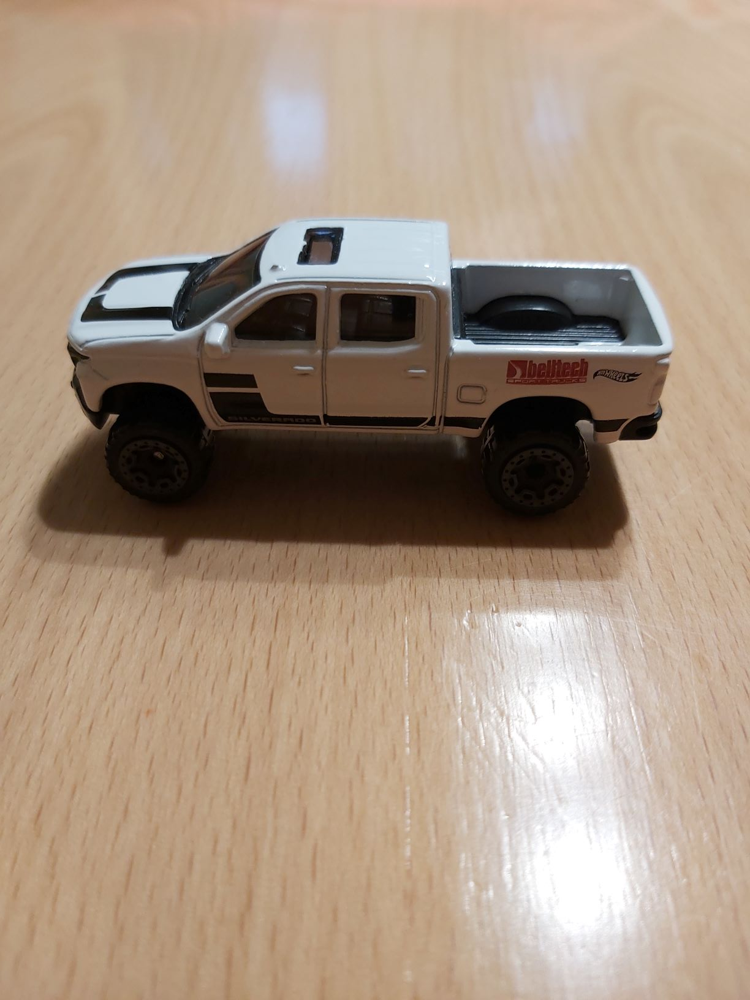 belltech
SPORT TRUCKS
HOT WHEELS
SILVERADO